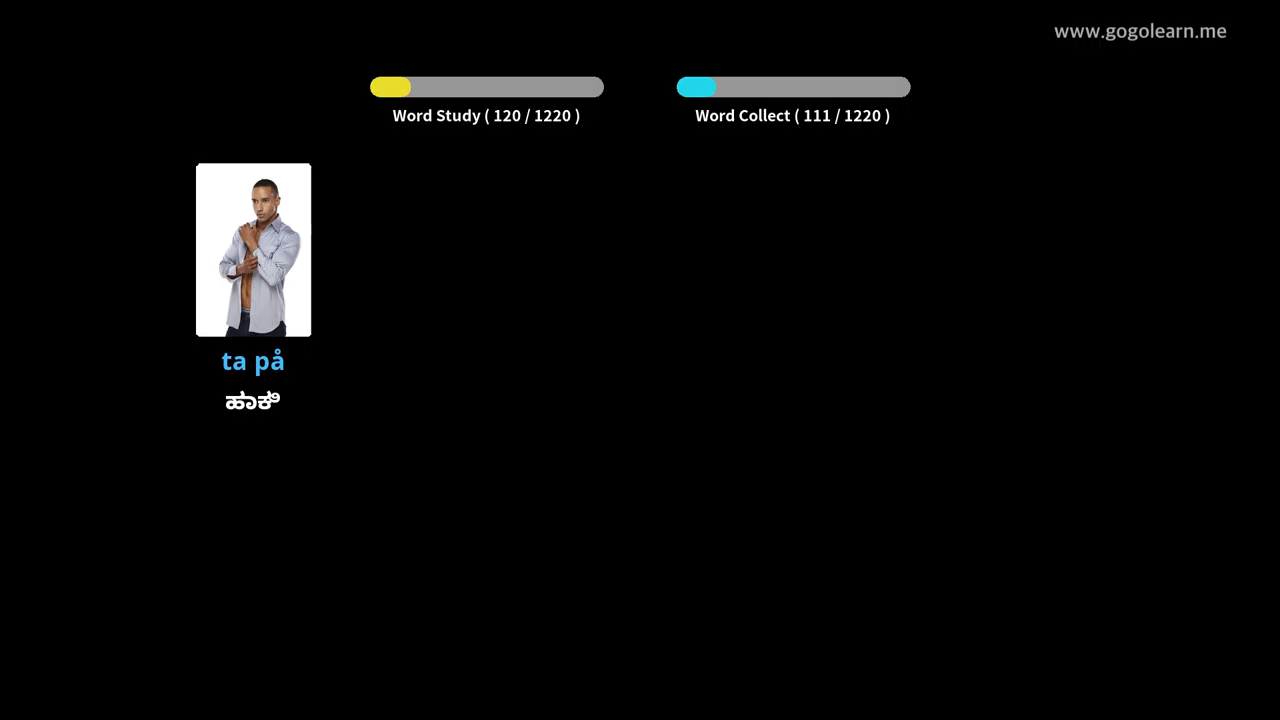 www.gogolearn.me
Word Study ( 120 / 1220 )
Word Collect ( 111 / 1220 )
ta på
ಹಾಕಿ